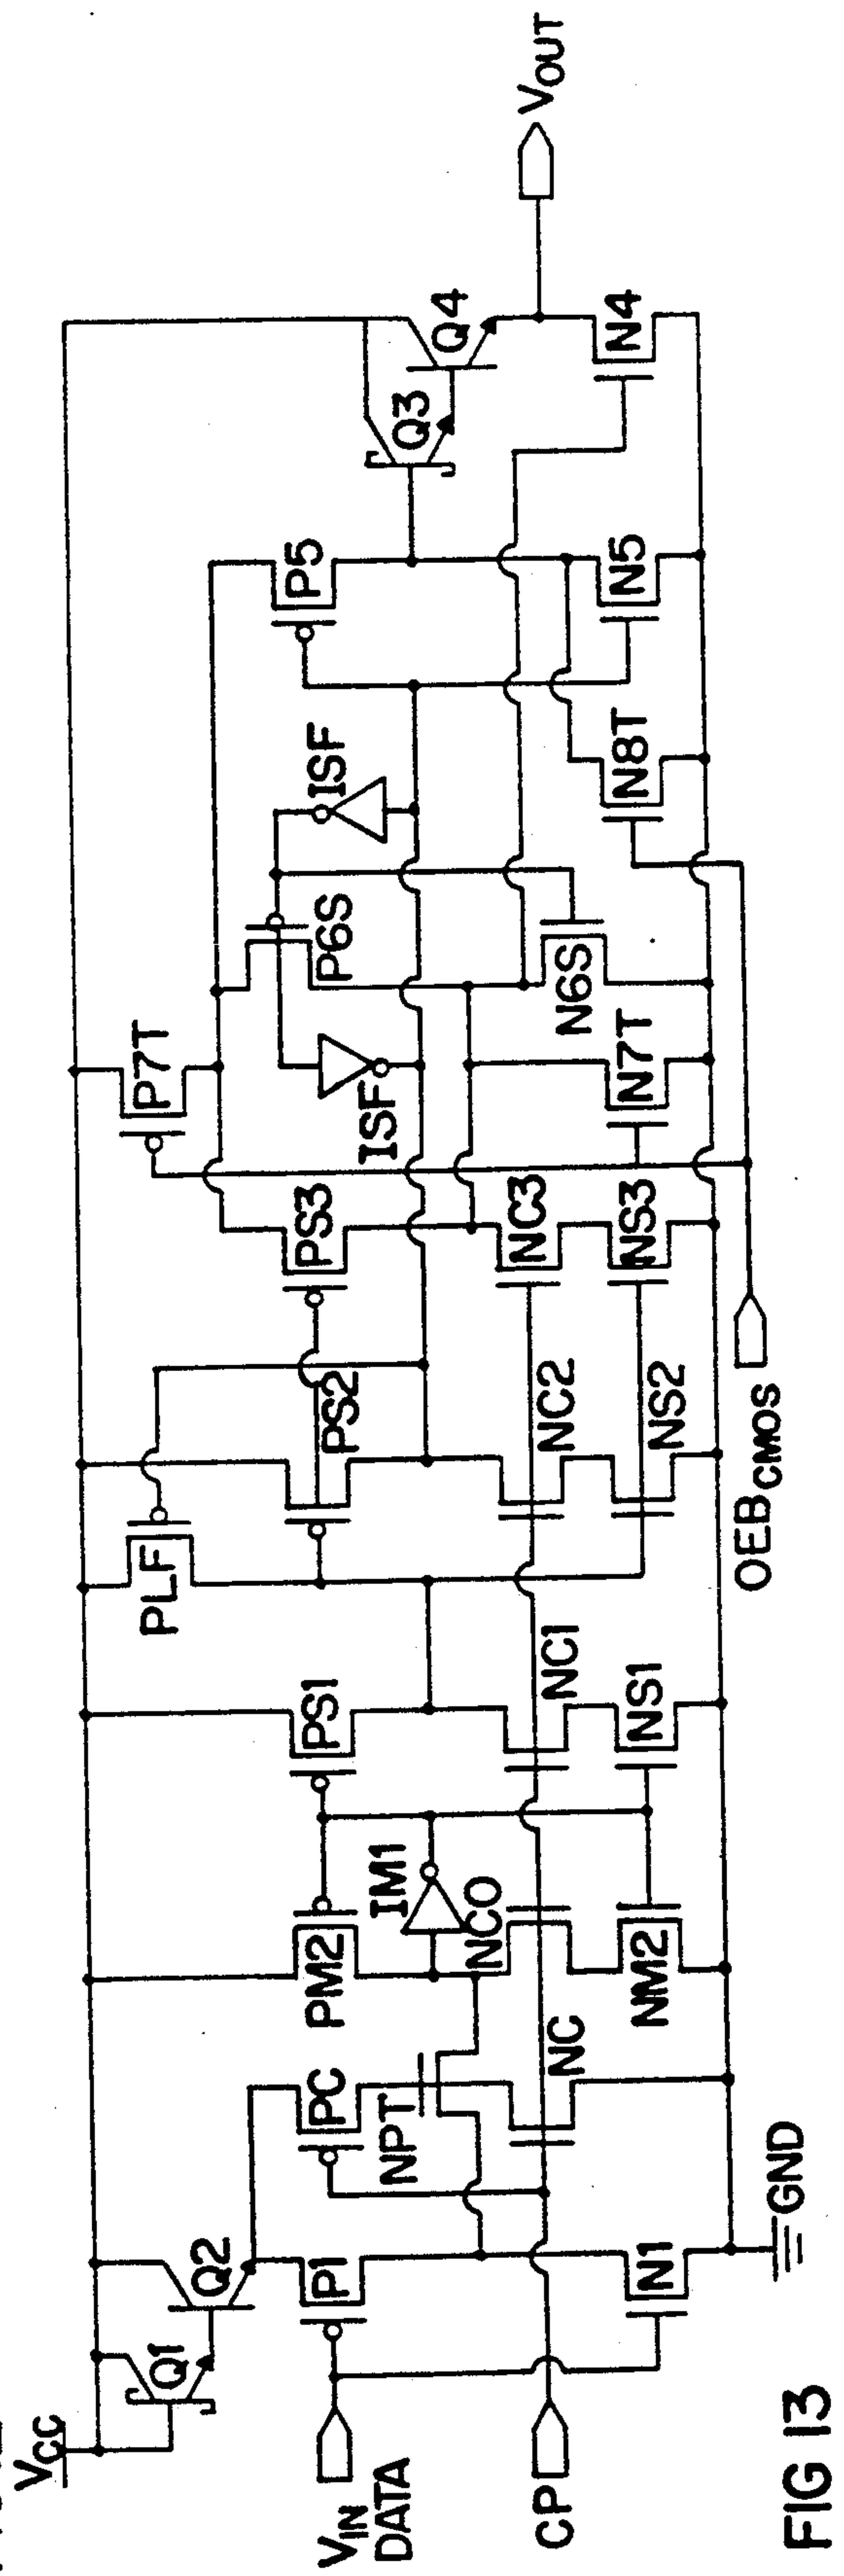 VCC
Q1
Q2
VIN
DATA
CP
P1
N1
GND
PC
NPT
NC
PM2
IM1
NCO
NM2
PS1
NC1
NS1
PLF
PS2
NC2
NS2
PS3
NC3
NS3
OEBCMOS
P7T
ISF
N7T
P6S
N6S
ISF
N8T
P5
N5
Q3
Q4
N4
VOUT
FIG 13